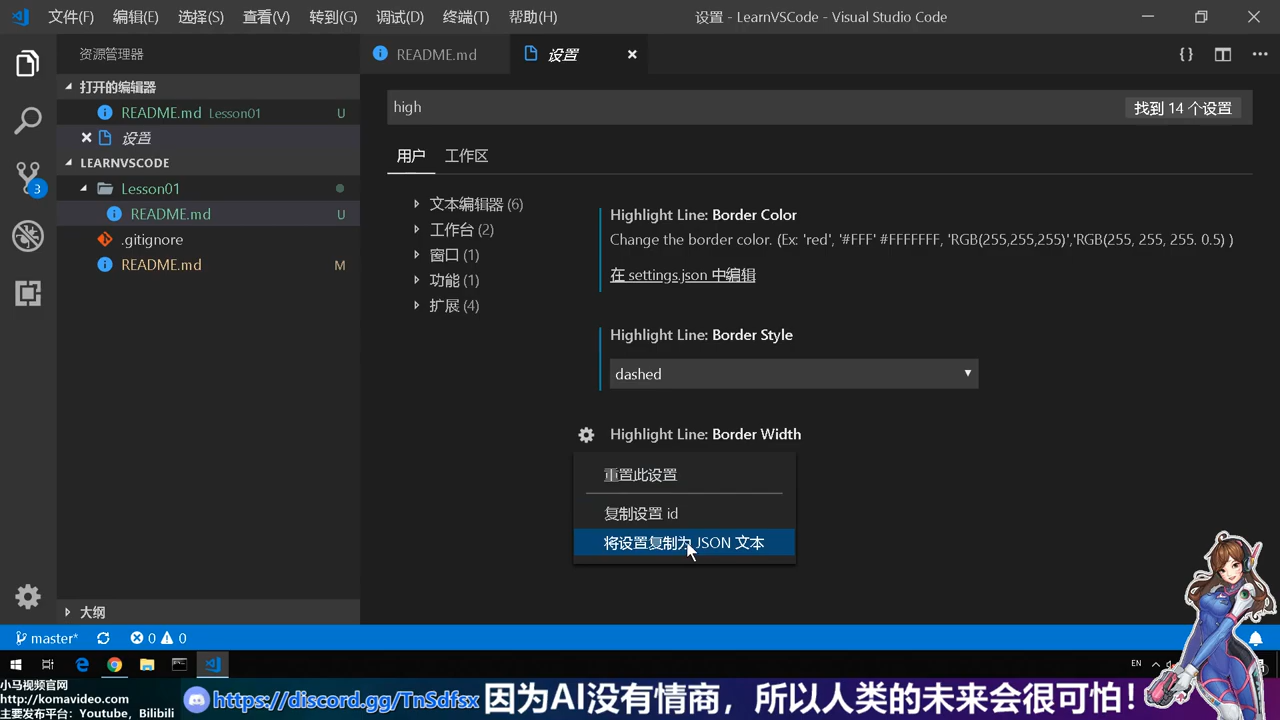 文件(F) 编辑(E) 选择(S) 查看(V) 转到(G) 调试(D) 终端(T) 帮助(H) 设置 - LearnVSCode - Visual Studio Code
资源管理器
README.md 设置
打开的编辑器
README.md Lesson01 U
设置
LEARNVSCODE
Lesson01
README.md U
.gitignore
README.md M
3
大纲
high 找到 14 个设置
用户 工作区
文本编辑器 (6)
工作台 (2)
窗口 (1)
功能 (1)
扩展 (4)
Highlight Line: Border Color
Change the border color. (Ex: 'red', '#FFF' #FFFFFFF, 'RGB(255,255,255)','RGB(255, 255, 255. 0.5) )
在 settings.json 中编辑
Highlight Line: Border Style
dashed
Highlight Line: Border Width
重置此设置
复制设置 id
将设置复制为 JSON 文本
master* 0 0
EN
小马视频官网
http://komavideo.com
主要发布平台: Youtube, Bilibili
https://discord.gg/TnSdfsx 因为AI没有情商，所以人类的未来会很可怕！